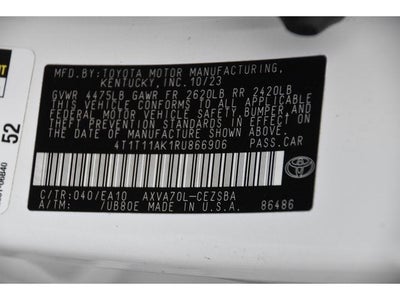 MFD.BY:TOYOTA MOTOR MANUFACTURING,
KENTUCKY,INC. 10/23
GVWR 4475LB GAWR FR 2620LB RR 2420LB
THIS VEHICLE CONFORMS TO ALL APPLICABLE
FEDERAL MOTOR VEHICLE SAFETY, BUMPER, AND
THEFT PREVENTION STANDARDS IN EFFECT ON
THE DATE OF MANUFACTURE SHOWN ABOVE.
4T1T11AK1RU866906 PASS.CAR
C/TR:040/EA10 AXVA70L-CEZSBA
A/TM: /UB80E MADE IN U.S.A. 86486
52
06B40